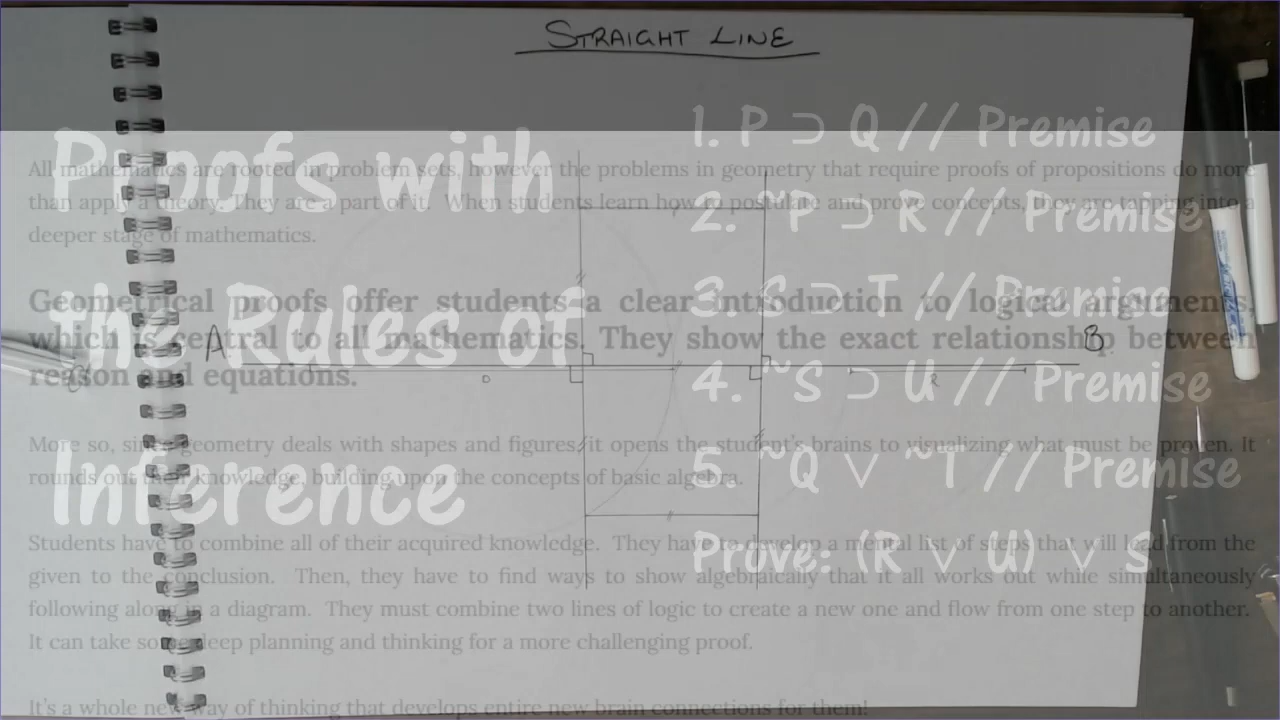 STRAIGHT LINE
Proofs with
the Rules of
Inference
1. P ⊃ Q // Premise
2. ~P ⊃ R // Premise
3. S ⊃ T // Premise
4. ~S ⊃ U // Premise
5. ~Q ∨ ~T // Premise
Prove: (R ∨ U) ∨ S
All mathematics are rooted in problem sets, however the problems in geometry that require proofs of propositions do more
than apply a theory. They are a part of it. When students learn how to postulate and prove concepts, they are tapping into a
deeper stage of mathematics.
Geometrical proofs offer students a clear introduction to logical arguments,
which is central to all mathematics. They show the exact relationship between
reason and equations.
A
B
D
R
More so, since geometry deals with shapes and figures, it opens the student's brains to visualizing what must be proven. It
rounds out their knowledge, building upon the concepts of basic algebra.
Students have to combine all of their acquired knowledge. They have to develop a mental list of steps that will lead from the
given to the conclusion. Then, they have to find ways to show algebraically that it all works out while simultaneously
following along in a diagram. They must combine two lines of logic to create a new one and flow from one step to another.
It can take some deep planning and thinking for a more challenging proof.
It's a whole new way of thinking that develops entire new brain connections for them!